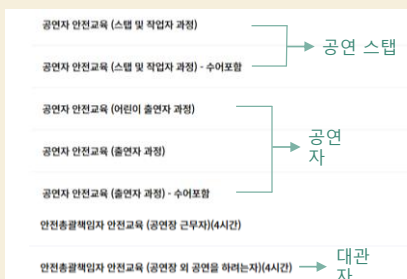 공연자 안전교육 (스탭 및 작업자 과정)
공연자 안전교육 (스탭 및 작업자 과정) - 수어포함
공연 스탭
공연자 안전교육 (어린이 출연자 과정)
공연자 안전교육 (출연자 과정)
공연자 안전교육 (출연자 과정) - 수어포함
공연
자
안전총괄책임자 안전교육 (공연장 근무자)(4시간)
안전총괄책임자 안전교육 (공연장 외 공연을 하려는자)(4시간)
대관
자